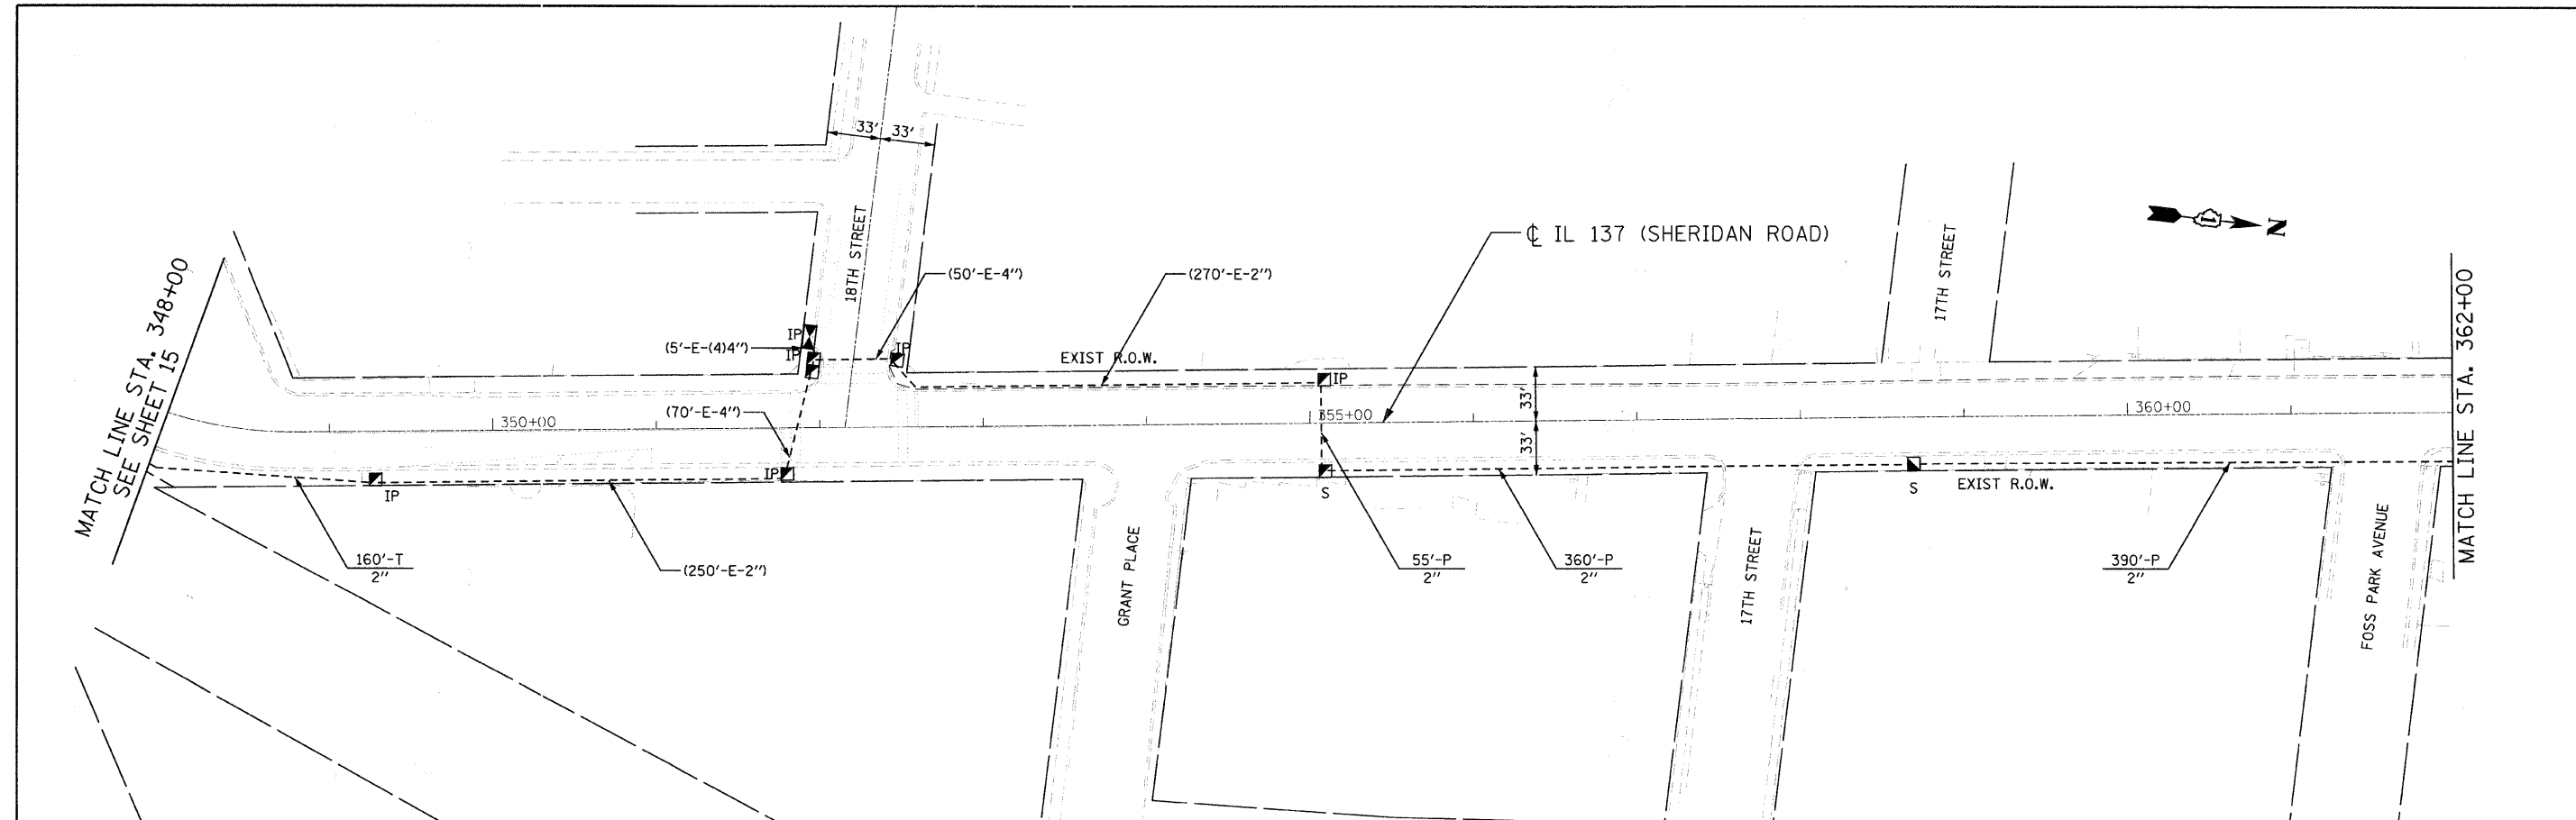 33' 33'
18TH STREET
℄ IL 137 (SHERIDAN ROAD)
17TH STREET
N
MATCH LINE STA. 348+00
SEE SHEET 15
(50'-E-4")
(270'-E-2")
IP
(5'-E-(4)4")
IP
IP
EXIST R.O.W.
IP
33'
33'
(70'-E-4")
350+00
355+00
360+00
MATCH LINE STA. 362+00
IP
IP
S
S
EXIST R.O.W.
160'-T
2"
(250'-E-2")
GRANT PLACE
55'-P
2"
360'-P
2"
17TH STREET
390'-P
2"
FOSS PARK AVENUE